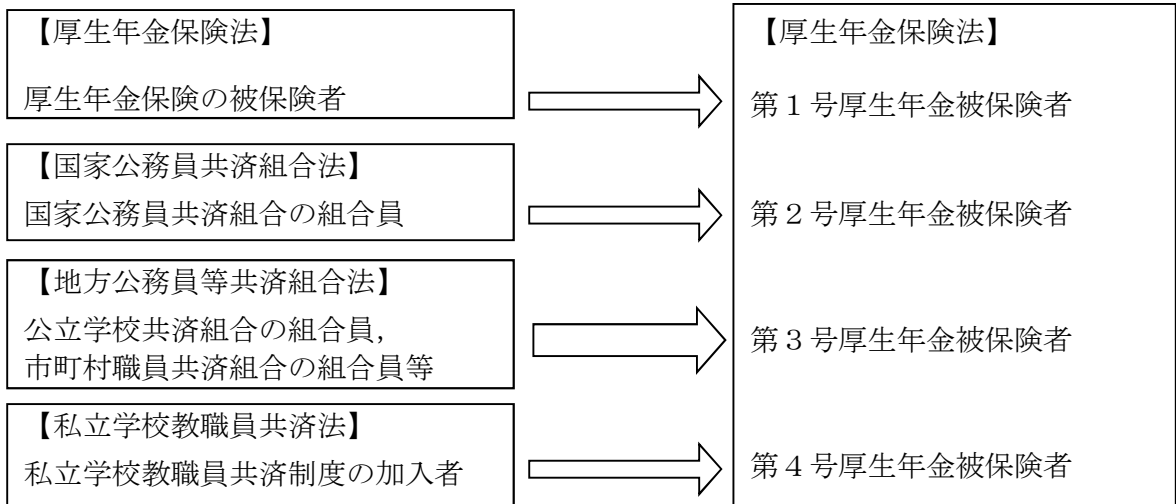 【厚生年金保険法】
厚生年金保険の被保険者
【国家公務員共済組合法】
国家公務員共済組合の組合員
【地方公務員等共済組合法】
公立学校共済組合の組合員，
市町村職員共済組合の組合員等
【私立学校教職員共済法】
私立学校教職員共済制度の加入者
【厚生年金保険法】
第１号厚生年金被保険者
第２号厚生年金被保険者
第３号厚生年金被保険者
第４号厚生年金被保険者